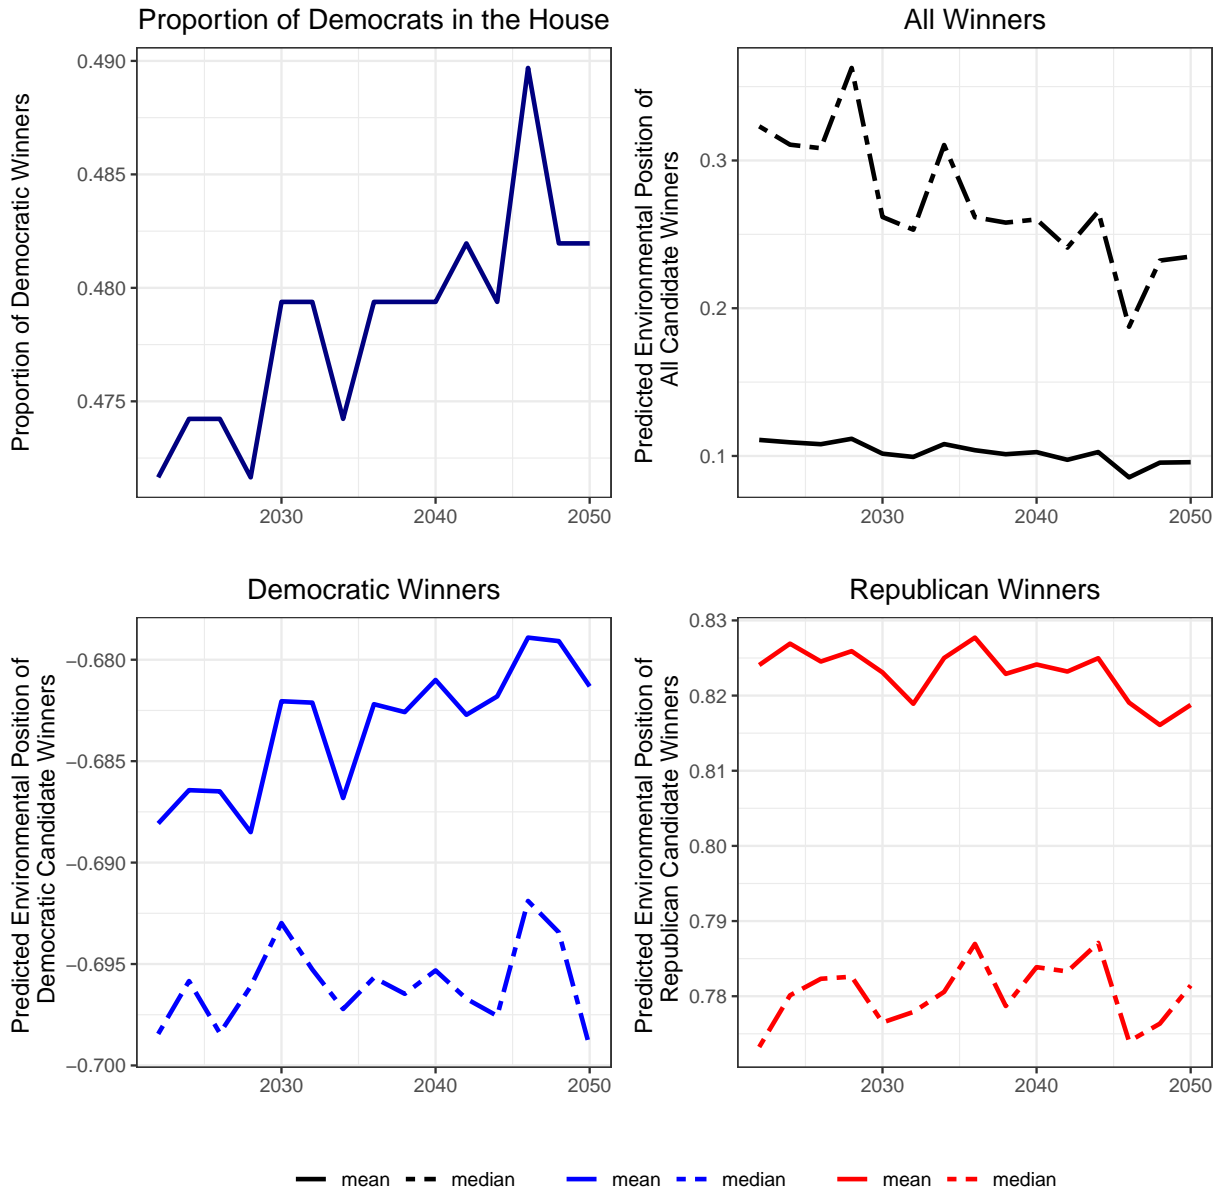 Proportion of Democrats in the House
Proportion of Democratic Winners
0.490
0.485
0.480
0.475
2030
2040
2050
All Winners
Predicted Environmental Position of
All Candidate Winners
0.3
0.2
0.1
2030
2040
2050
Democratic Winners
Predicted Environmental Position of
Democratic Candidate Winners
−0.680
−0.685
−0.690
−0.695
−0.700
2030
2040
2050
Republican Winners
Predicted Environmental Position of
Republican Candidate Winners
0.83
0.82
0.81
0.80
0.79
0.78
2030
2040
2050
mean median mean median mean median